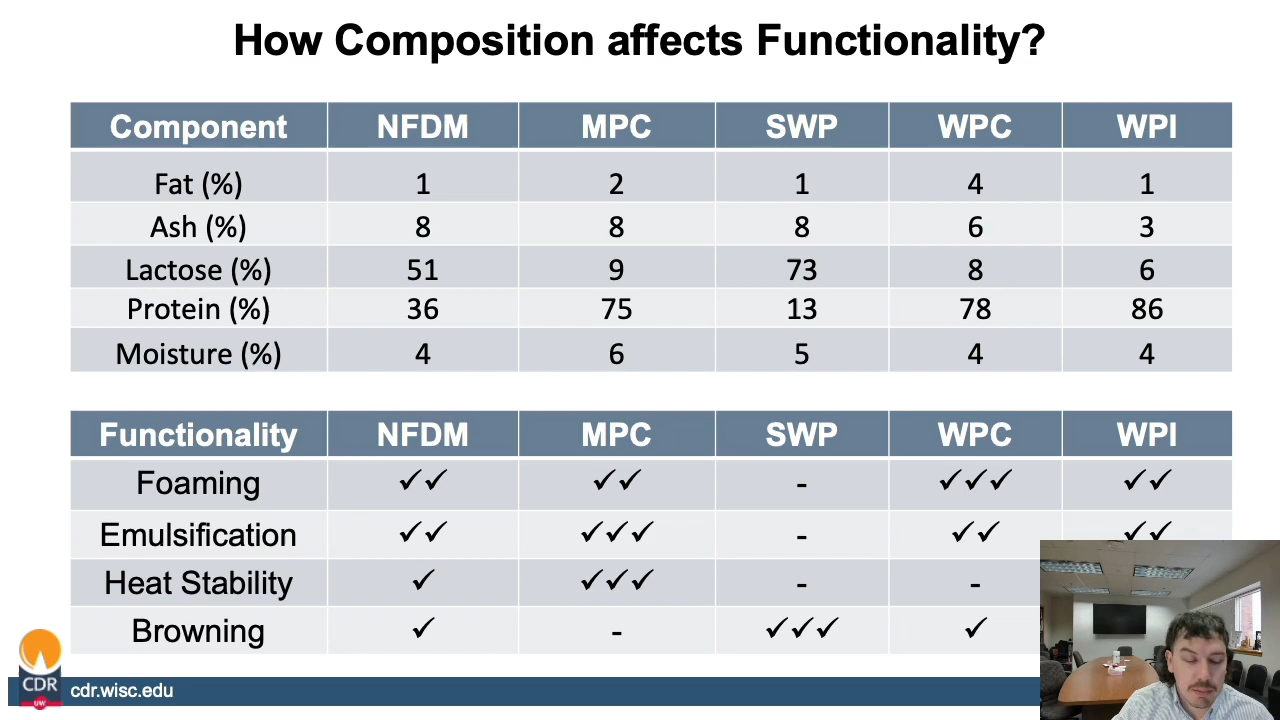 How Composition affects Functionality?
Component NFDM MPC SWP WPC WPI
Fat (%) 1 2 1 4 1
Ash (%) 8 8 8 6 3
Lactose (%) 51 9 73 8 6
Protein (%) 36 75 13 78 86
Moisture (%) 4 6 5 4 4
Functionality NFDM MPC SWP WPC WPI
Foaming ✓✓ ✓✓ - ✓✓✓ ✓✓
Emulsification ✓✓ ✓✓✓ - ✓✓ ✓✓
Heat Stability ✓ ✓✓✓ - -
Browning ✓ - ✓✓✓ ✓
CDR
UW
cdr.wisc.edu